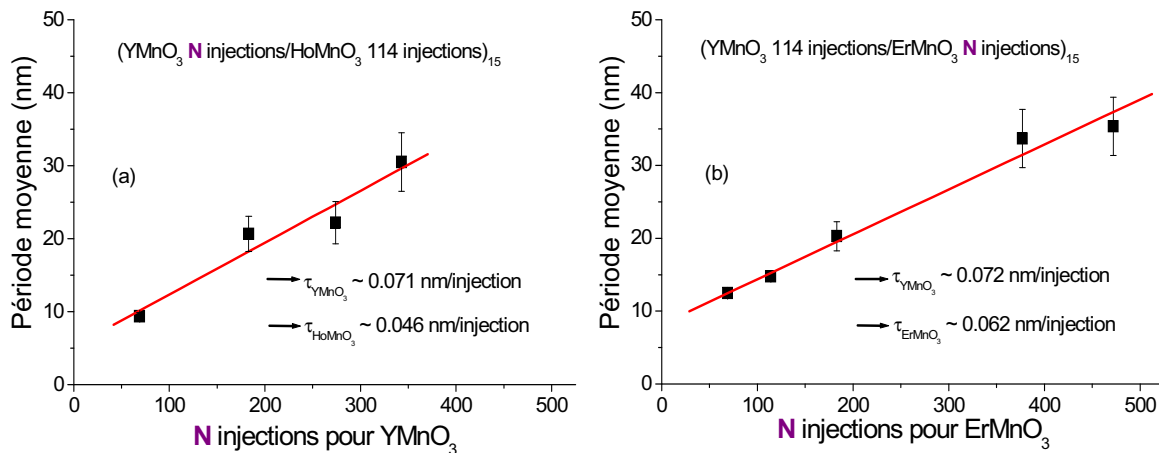 50
40
30
20
10
0
0
100
200
300
400
500
Période moyenne (nm)
(YMnO3 N injections/HoMnO3 114 injections)15
(a)
τYMnO3 ~ 0.071 nm/injection
τHoMnO3 ~ 0.046 nm/injection
N injections pour YMnO3
50
40
30
20
10
0
0
100
200
300
400
500
Période moyenne (nm)
(YMnO3 114 injections/ErMnO3 N injections)15
(b)
τYMnO3 ~ 0.072 nm/injection
τErMnO3 ~ 0.062 nm/injection
N injections pour ErMnO3